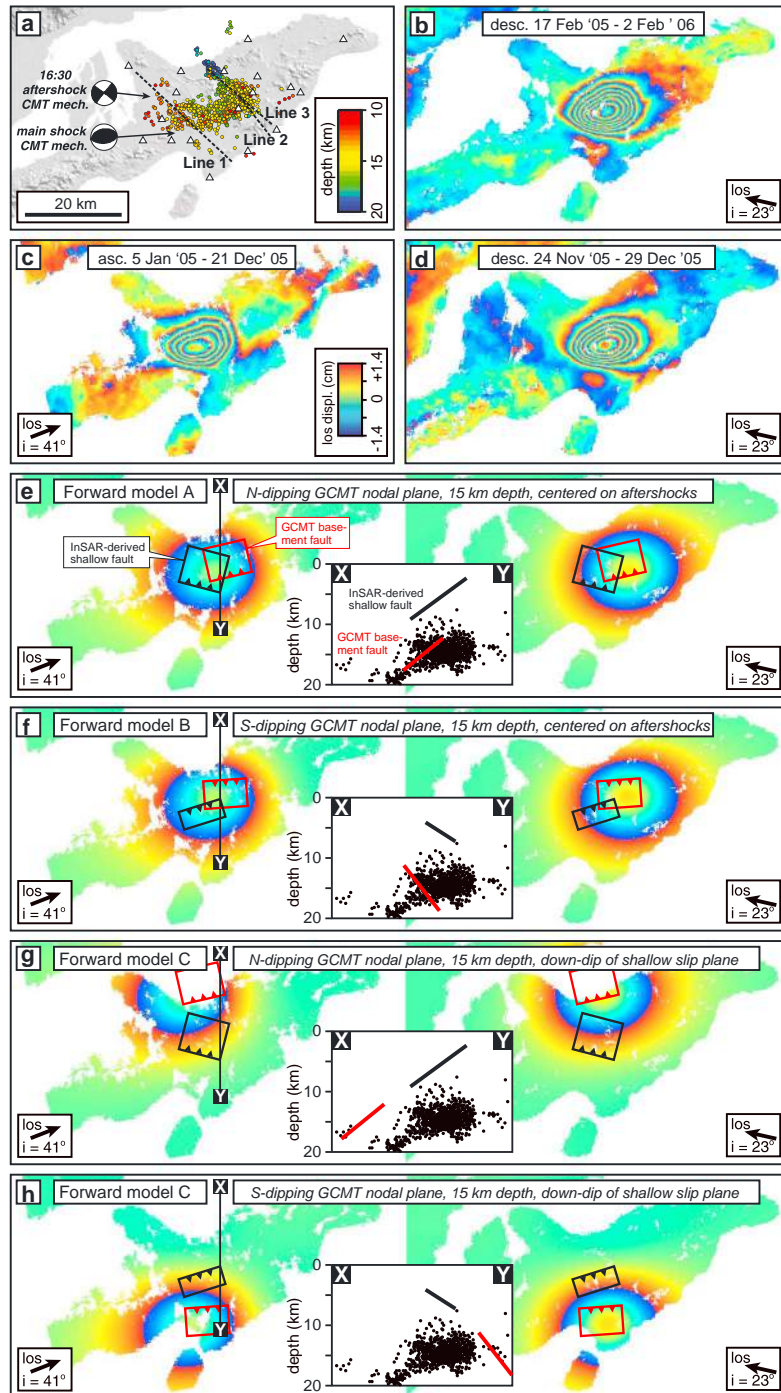 a
16:30
aftershock
CMT mech.
main shock
CMT mech.
Line 1
Line 2
Line 3
20 km
depth (km)
10
15
20
b
desc. 17 Feb '05 - 2 Feb ' 06
los
i = 23°
c
asc. 5 Jan '05 - 21 Dec' 05
los displ. (cm)
+1.4
0
-1.4
los
i = 41°
d
desc. 24 Nov '05 - 29 Dec '05
los
i = 23°
e
Forward model A
N-dipping GCMT nodal plane, 15 km depth, centered on aftershocks
X
Y
InSAR-derived
shallow fault
GCMT base-
ment fault
X
Y
InSAR-derived
shallow fault
GCMT base-
ment fault
depth (km)
0
10
20
los
i = 41°
los
i = 23°
f
Forward model B
S-dipping GCMT nodal plane, 15 km depth, centered on aftershocks
X
Y
X
Y
depth (km)
0
10
20
los
i = 41°
los
i = 23°
g
Forward model C
N-dipping GCMT nodal plane, 15 km depth, down-dip of shallow slip plane
X
Y
X
Y
depth (km)
0
10
20
los
i = 41°
los
i = 23°
h
Forward model C
S-dipping GCMT nodal plane, 15 km depth, down-dip of shallow slip plane
X
Y
X
Y
depth (km)
0
10
20
los
i = 41°
los
i = 23°